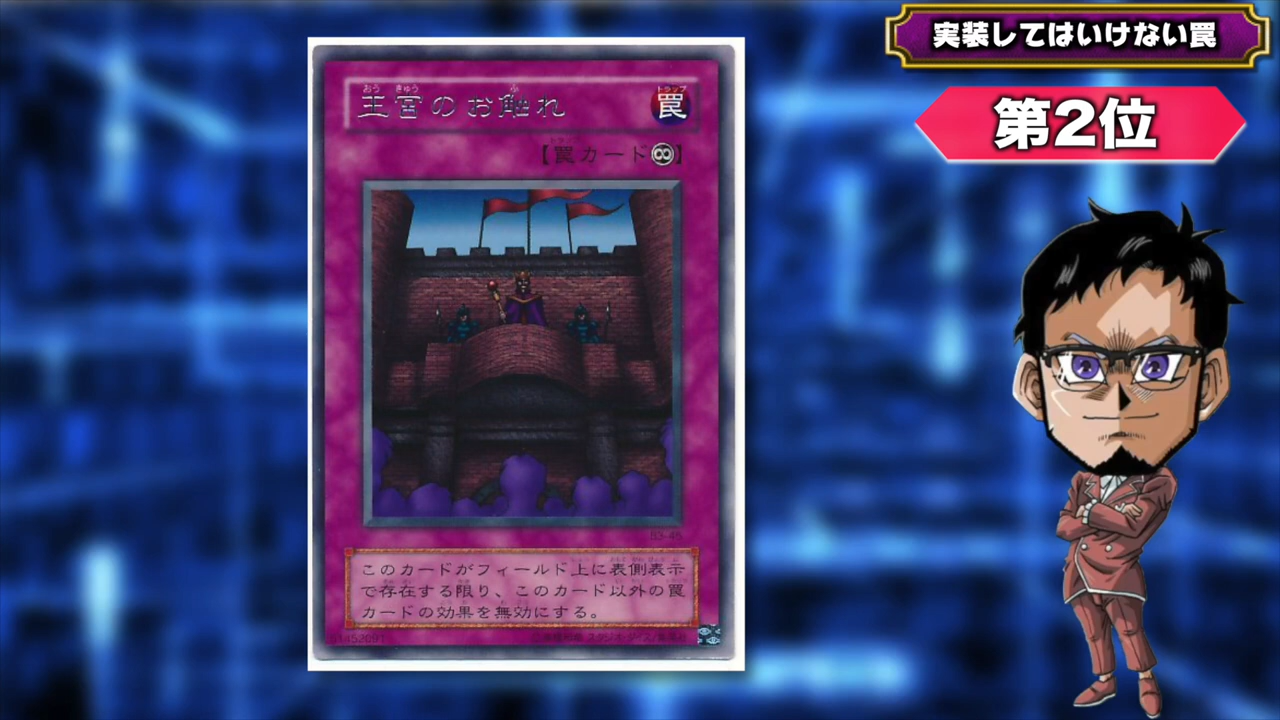 実装してはいけない罠
第2位
王宮のお触れ
罠
【罠カード∞】
B3-45
このカードがフィールド上に表側表示
で存在する限り、このカード以外の罠
カードの効果を無効にする。
51452091